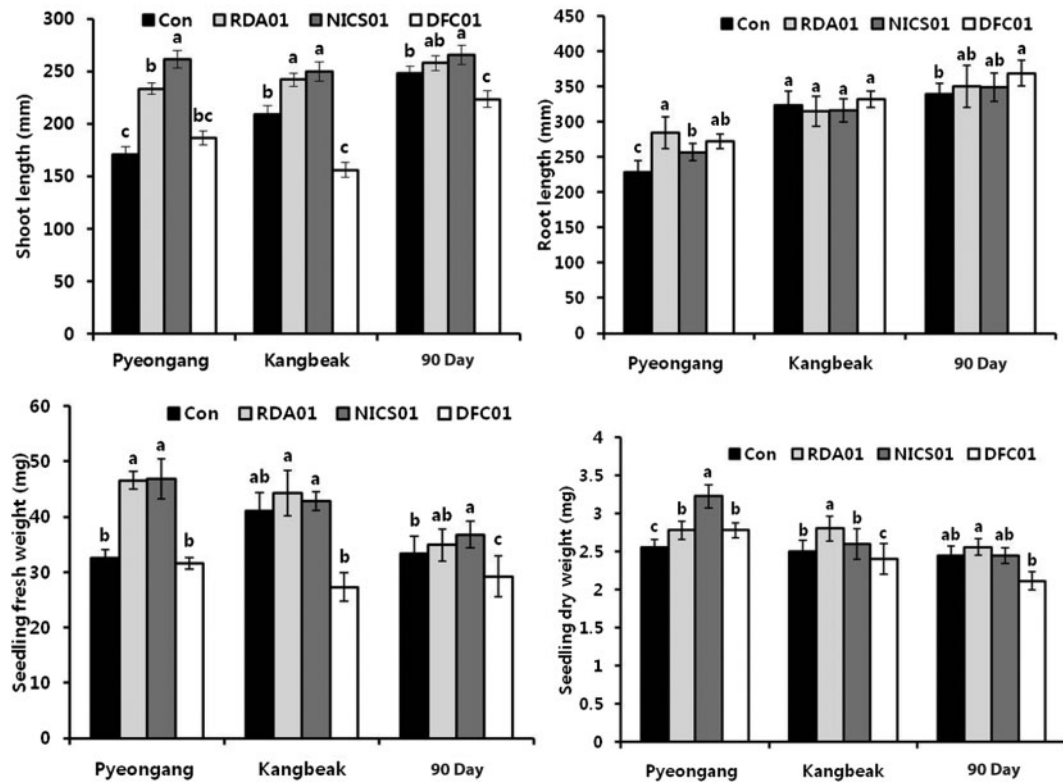 Con RDA01 NICS01 DFC01
Shoot length (mm)
300
250
200
150
100
50
0
c b a bc
b a a c
b ab a c
Pyeongang Kangbeak 90 Day
Con RDA01 NICS01 DFC01
Root length (mm)
450
400
350
300
250
200
150
100
50
0
c a b ab
a a a a
b ab ab a
Pyeongang Kangbeak 90 Day
Con RDA01 NICS01 DFC01
Seedling fresh weight (mg)
60
50
40
30
20
10
0
b a a b
ab a a b
b ab a c
Pyeongang Kangbeak 90 Day
Con RDA01 NICS01 DFC01
Seedling dry weight (mg)
4
3.5
3
2.5
2
1.5
1
0.5
0
c b a b
b a b c
ab a ab b
Pyeongang Kangbeak 90 Day